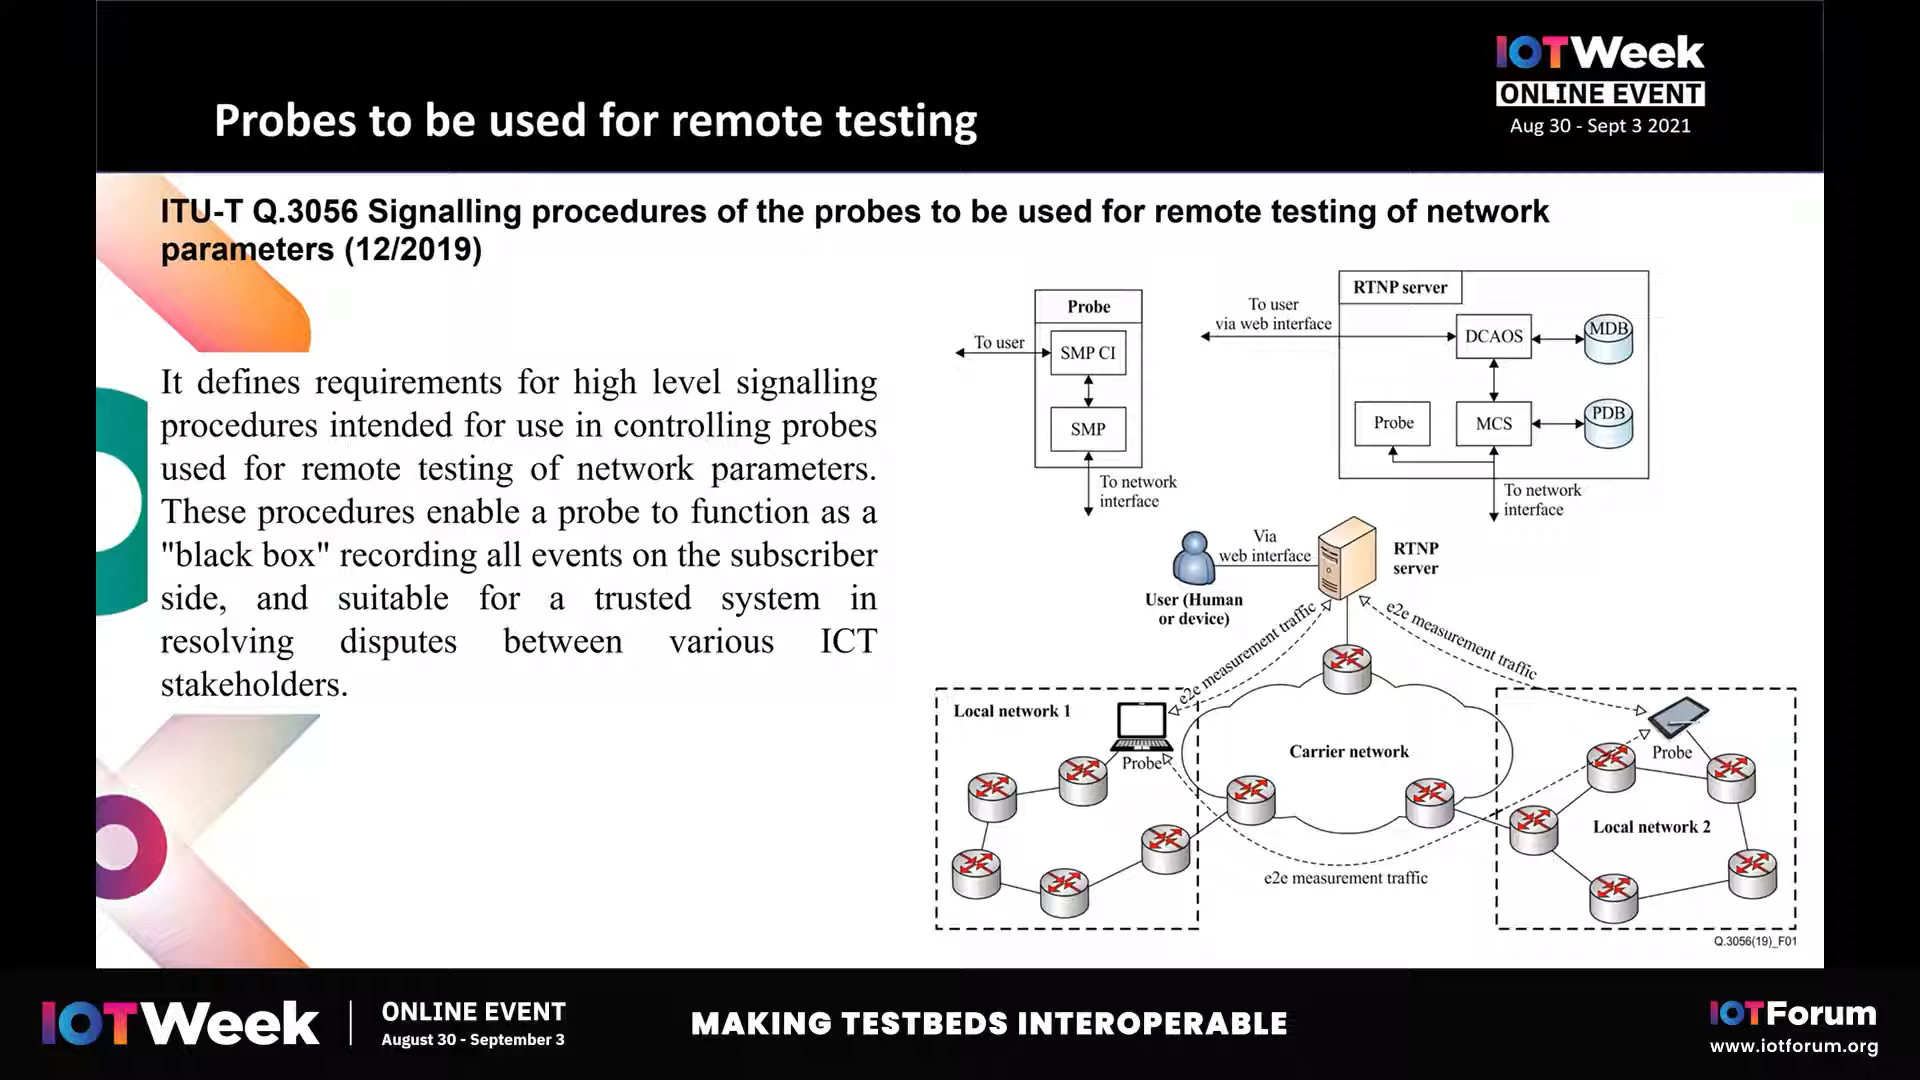 IOTWeek
ONLINE EVENT
Aug 30 - Sept 3 2021
Probes to be used for remote testing
ITU-T Q.3056 Signalling procedures of the probes to be used for remote testing of network
parameters (12/2019)
It defines requirements for high level signalling
procedures intended for use in controlling probes
used for remote testing of network parameters.
These procedures enable a probe to function as a
"black box" recording all events on the subscriber
side, and suitable for a trusted system in
resolving disputes between various ICT
stakeholders.
Probe
To user
SMP CI
SMP
To network
interface
RTNP server
To user
via web interface
DCAOS
MDB
Probe
MCS
PDB
To network
interface
Via
web interface
RTNP
server
User (Human
or device)
e2e measurement traffic
e2e measurement traffic
Local network 1
Probe
Carrier network
Probe
Local network 2
e2e measurement traffic
Q.3056(19)_F01
IOTWeek
ONLINE EVENT
August 30 - September 3
MAKING TESTBEDS INTEROPERABLE
IOTForum
www.iotforum.org